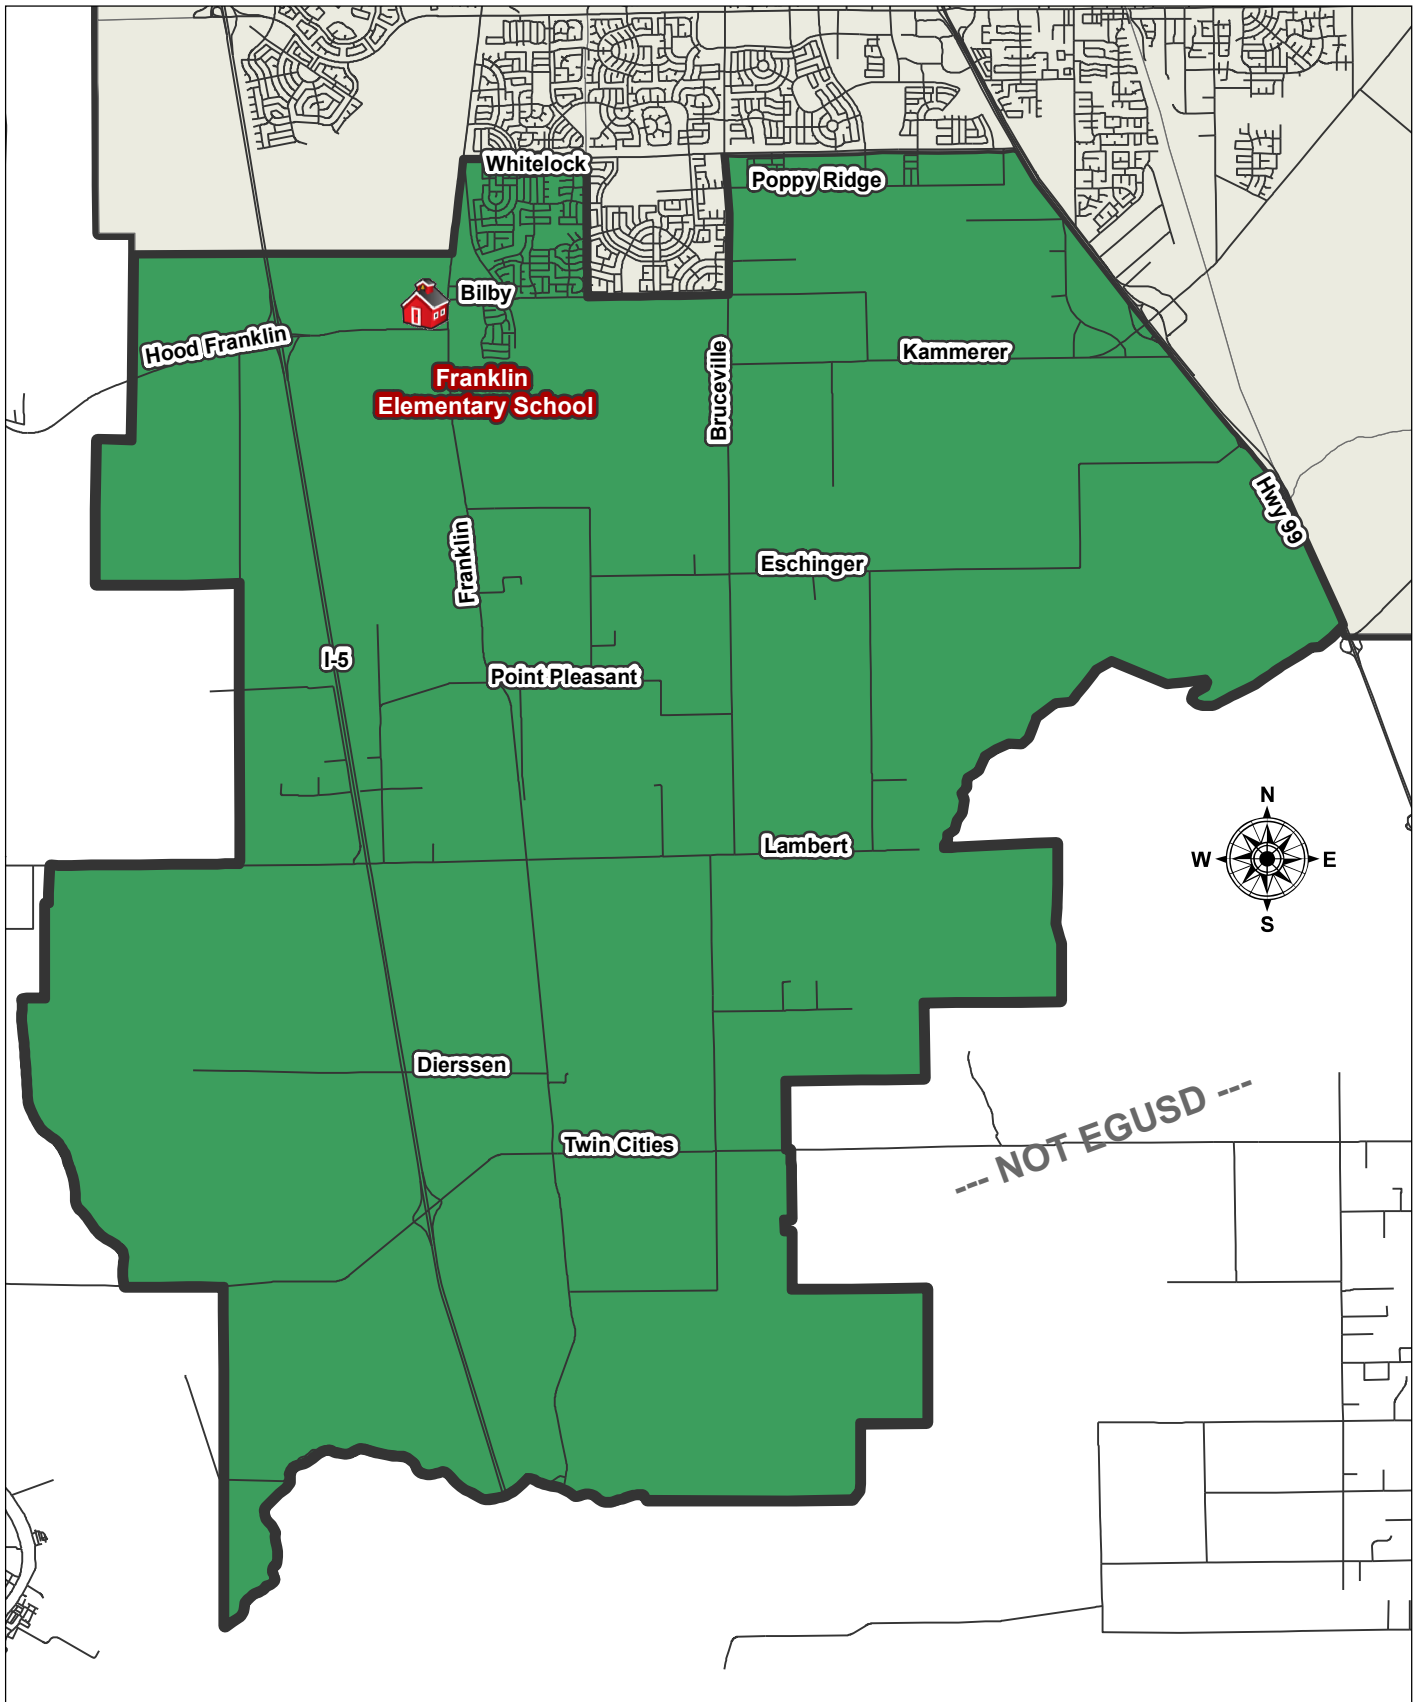 Whitelock
Poppy Ridge
Bilby
Hood Franklin
Kammerer
Bruceville
Franklin
Elementary School
Hwy 99
Franklin
Eschinger
I-5
Point Pleasant
N
Lambert
W
E
S
Dierssen
--- NOT EGUSD ---
Twin Cities